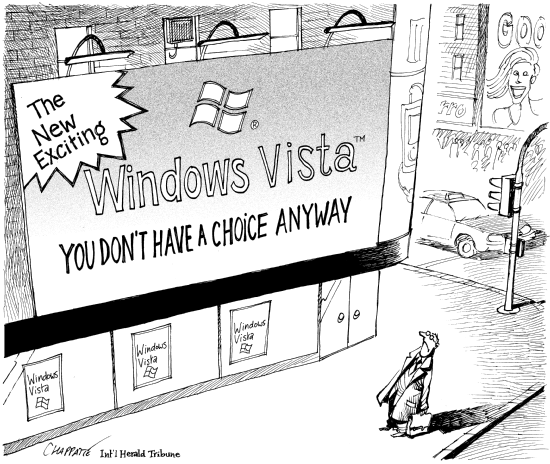 The
New
Exciting
Windows Vista™
®
YOU DON'T HAVE A CHOICE ANYWAY
Windows
Vista
Windows
Vista
Windows
Vista
CHAPPATTE Int'l Herald Tribune